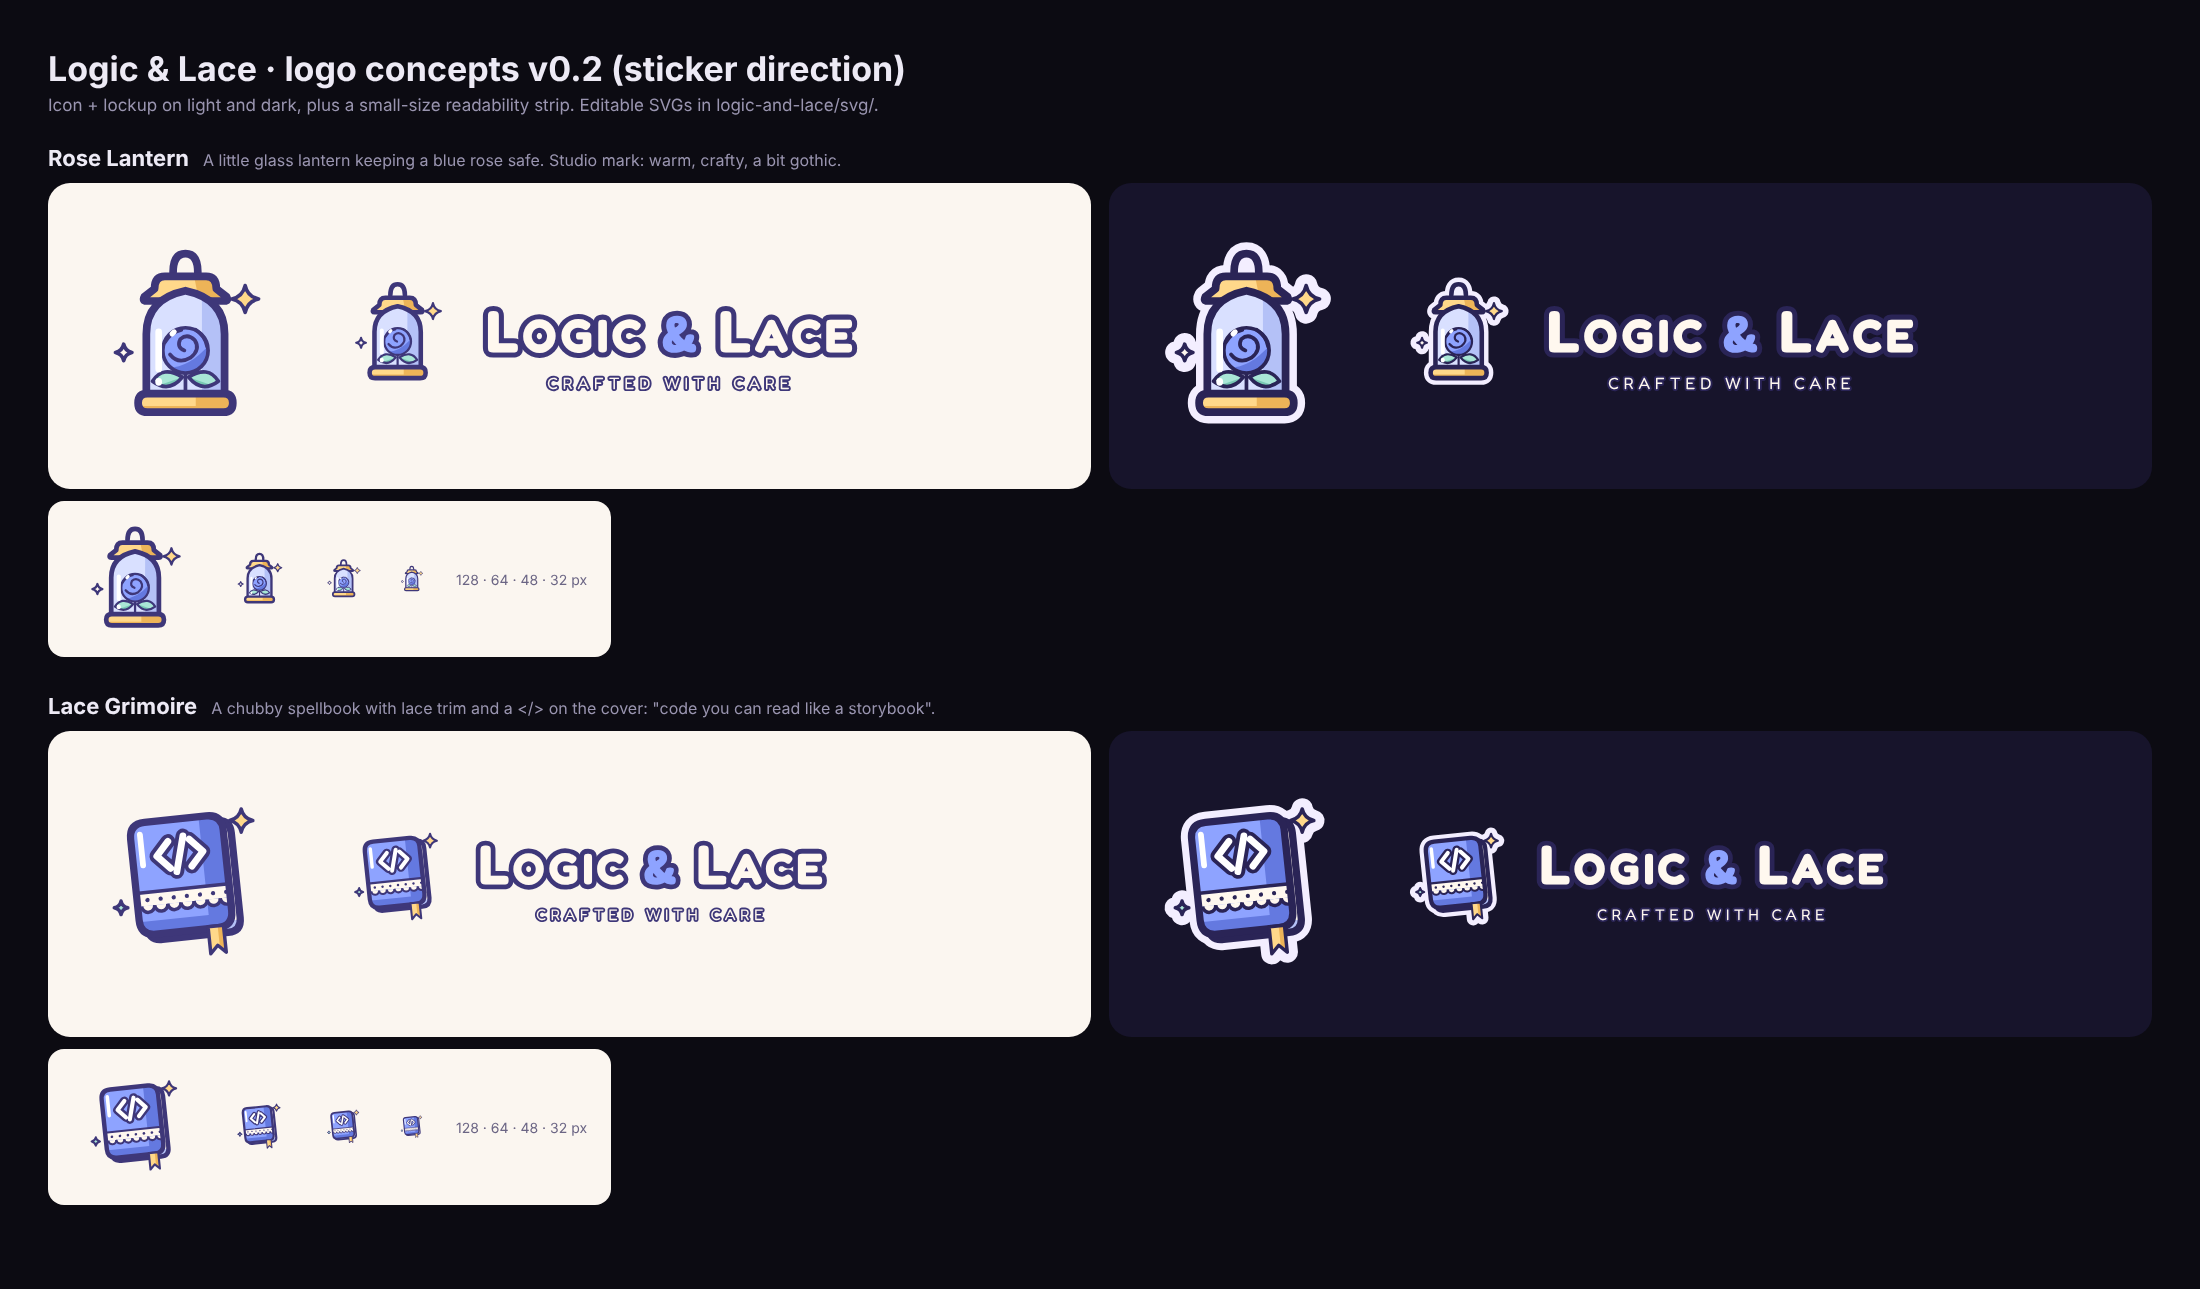 Logic & Lace · logo concepts v0.2 (sticker direction)
Icon + lockup on light and dark, plus a small-size readability strip. Editable SVGs in logic-and-lace/svg/.
Rose Lantern A little glass lantern keeping a blue rose safe. Studio mark: warm, crafty, a bit gothic.
LOGIC & LACE
CRAFTED WITH CARE
LOGIC & LACE
CRAFTED WITH CARE
128 · 64 · 48 · 32 px
Lace Grimoire A chubby spellbook with lace trim and a </> on the cover: "code you can read like a storybook".
</>
</>
LOGIC & LACE
CRAFTED WITH CARE
</>
</>
LOGIC & LACE
CRAFTED WITH CARE
</>
</>
</>
</>
128 · 64 · 48 · 32 px